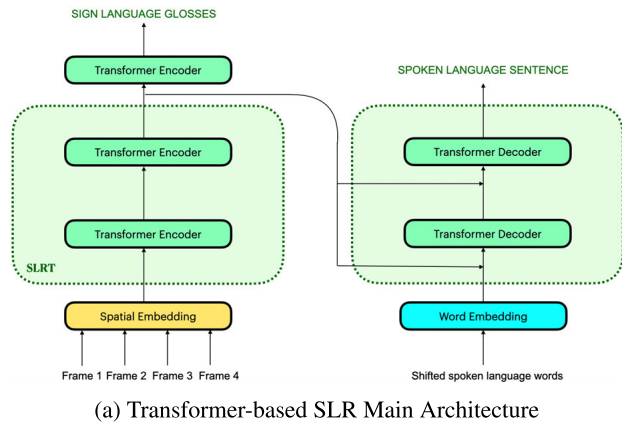 SIGN LANGUAGE GLOSSES
Transformer Encoder
Transformer Encoder
Transformer Encoder
SLRT
Spatial Embedding
Frame 1 Frame 2 Frame 3 Frame 4
SPOKEN LANGUAGE SENTENCE
Transformer Decoder
Transformer Decoder
Word Embedding
Shifted spoken language words
(a) Transformer-based SLR Main Architecture